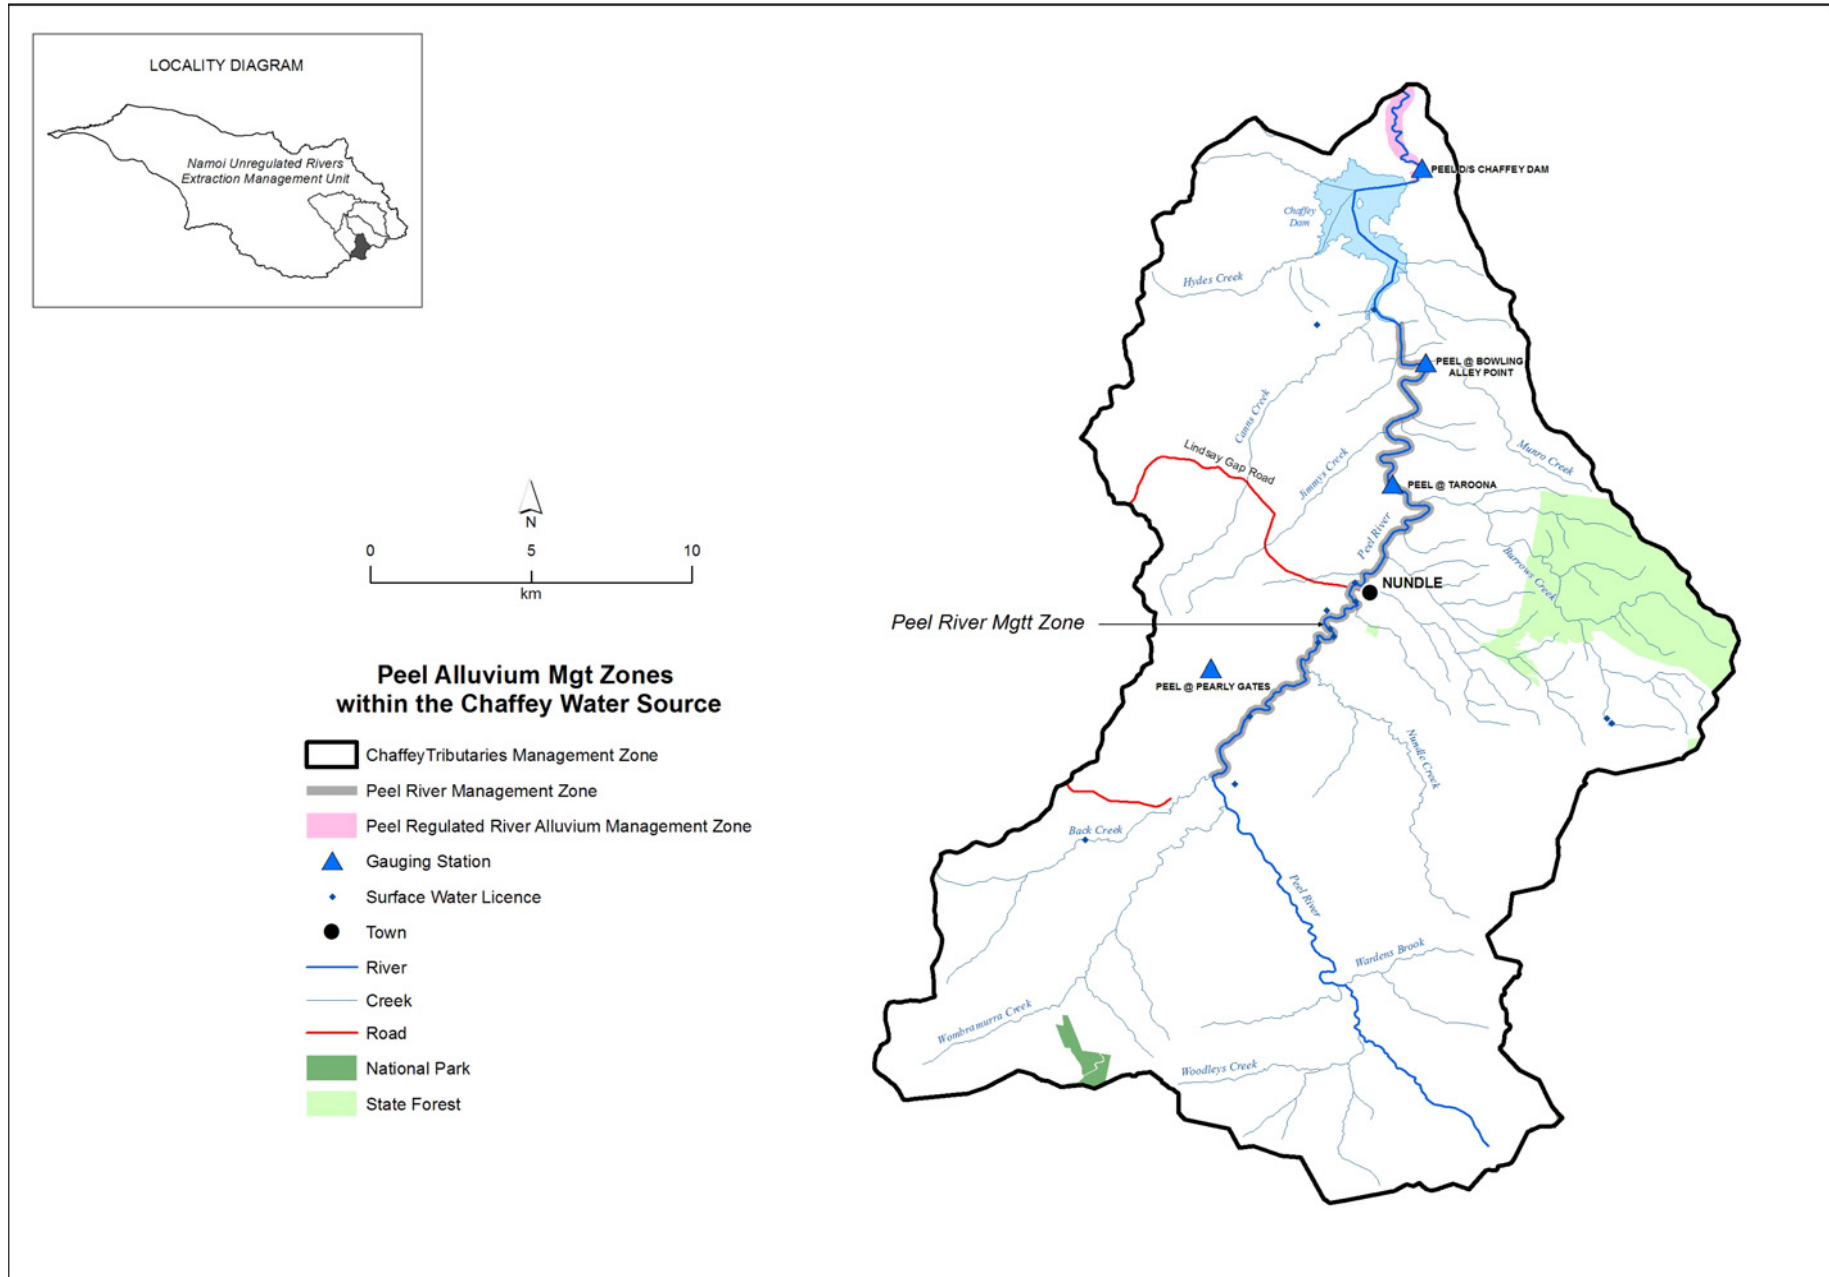 LOCALITY DIAGRAM
Namoi Unregulated Rivers
Extraction Management Unit
PEEL D/S CHAFFEY DAM
Chaffey
Dam
Hydes Creek
PEEL @ BOWLING
ALLEY POINT
Canns Creek
Lindsay Gap Road
Jimmys Creek
Munro Creek
PEEL @ TAROONA
Peel River
Burrows Creek
NUNDLE
Peel River Mgtt Zone
PEEL @ PEARLY GATES
Nundle Creek
Back Creek
Peel River
Wardens Brook
Wombramurra Creek
Woodleys Creek
N
0 5 10
km
Peel Alluvium Mgt Zones
within the Chaffey Water Source
ChaffeyTributaries Management Zone
Peel River Management Zone
Peel Regulated River Alluvium Management Zone
Gauging Station
Surface Water Licence
Town
River
Creek
Road
National Park
State Forest